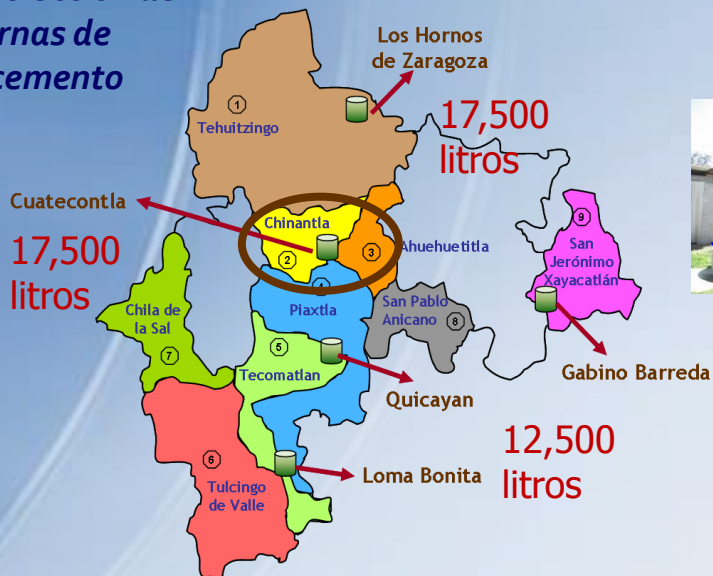 rnas de
cemento
Los Hornos
de Zaragoza
17,500
litros
1
Tehuitzingo
Cuatecontla
17,500
litros
Chinantla
2
3
Ahuehuetitla
9
San
Jerónimo
Xayacatlán
4
Piaxtla
San Pablo
Anicano
8
Chila de
la Sal
7
5
Tecomatlan
Quicayan
Gabino Barreda
12,500
litros
6
Tulcingo
de Valle
Loma Bonita